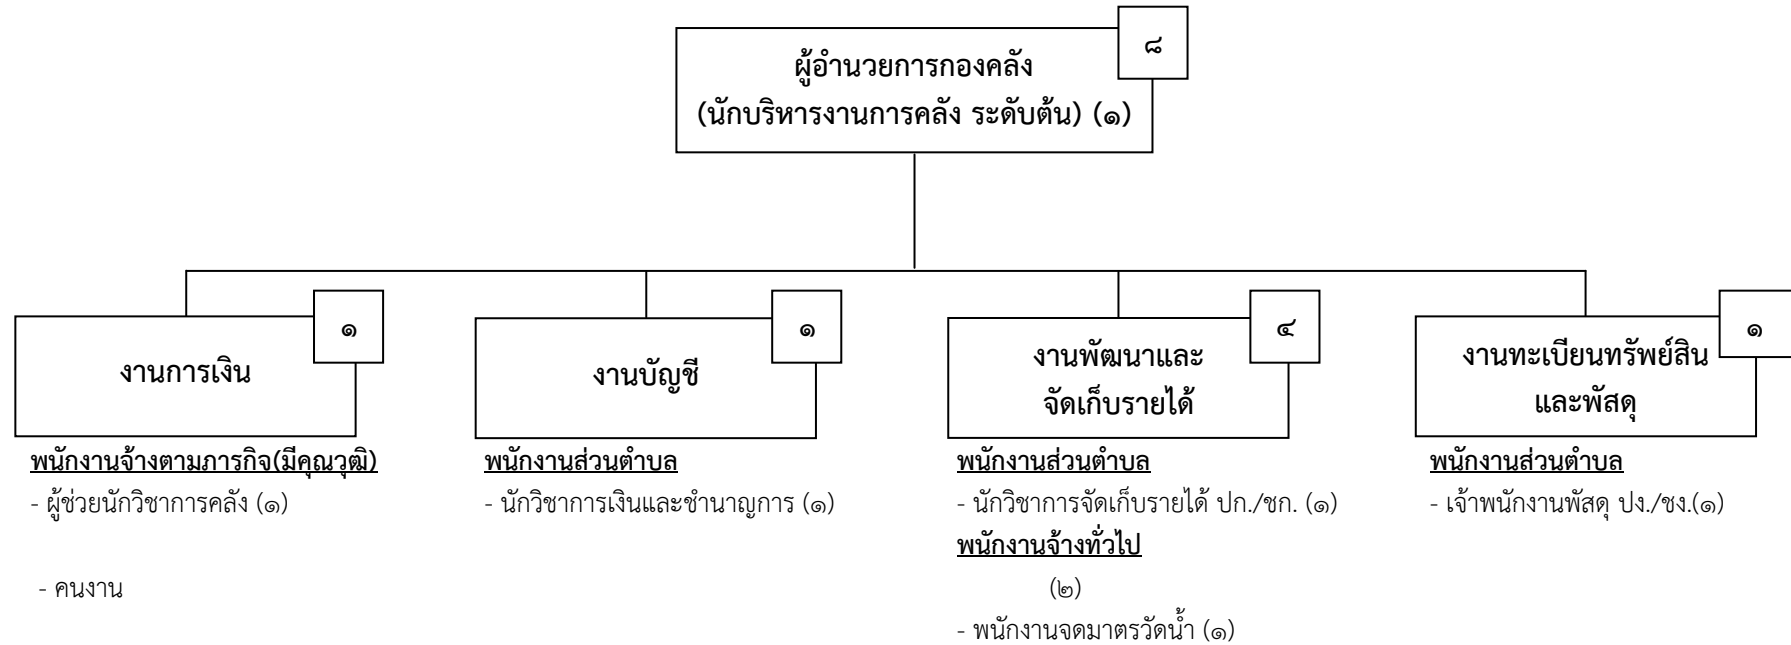 ๘
ผู้อำนวยการกองคลัง
(นักบริหารงานการคลัง ระดับต้น) (๑)
๑
งานการเงิน
พนักงานจ้างตามภารกิจ(มีคุณวุฒิ)
- ผู้ช่วยนักวิชาการคลัง (๑)
- คนงาน
๑
งานบัญชี
พนักงานส่วนตำบล
- นักวิชาการเงินและชำนาญการ (๑)
๔
งานพัฒนาและ
จัดเก็บรายได้
พนักงานส่วนตำบล
- นักวิชาการจัดเก็บรายได้ ปก./ชก. (๑)
พนักงานจ้างทั่วไป
(๒)
- พนักงานจดมาตรวัดน้ำ (๑)
๑
งานทะเบียนทรัพย์สิน
และพัสดุ
พนักงานส่วนตำบล
- เจ้าพนักงานพัสดุ ปง./ชง.(๑)